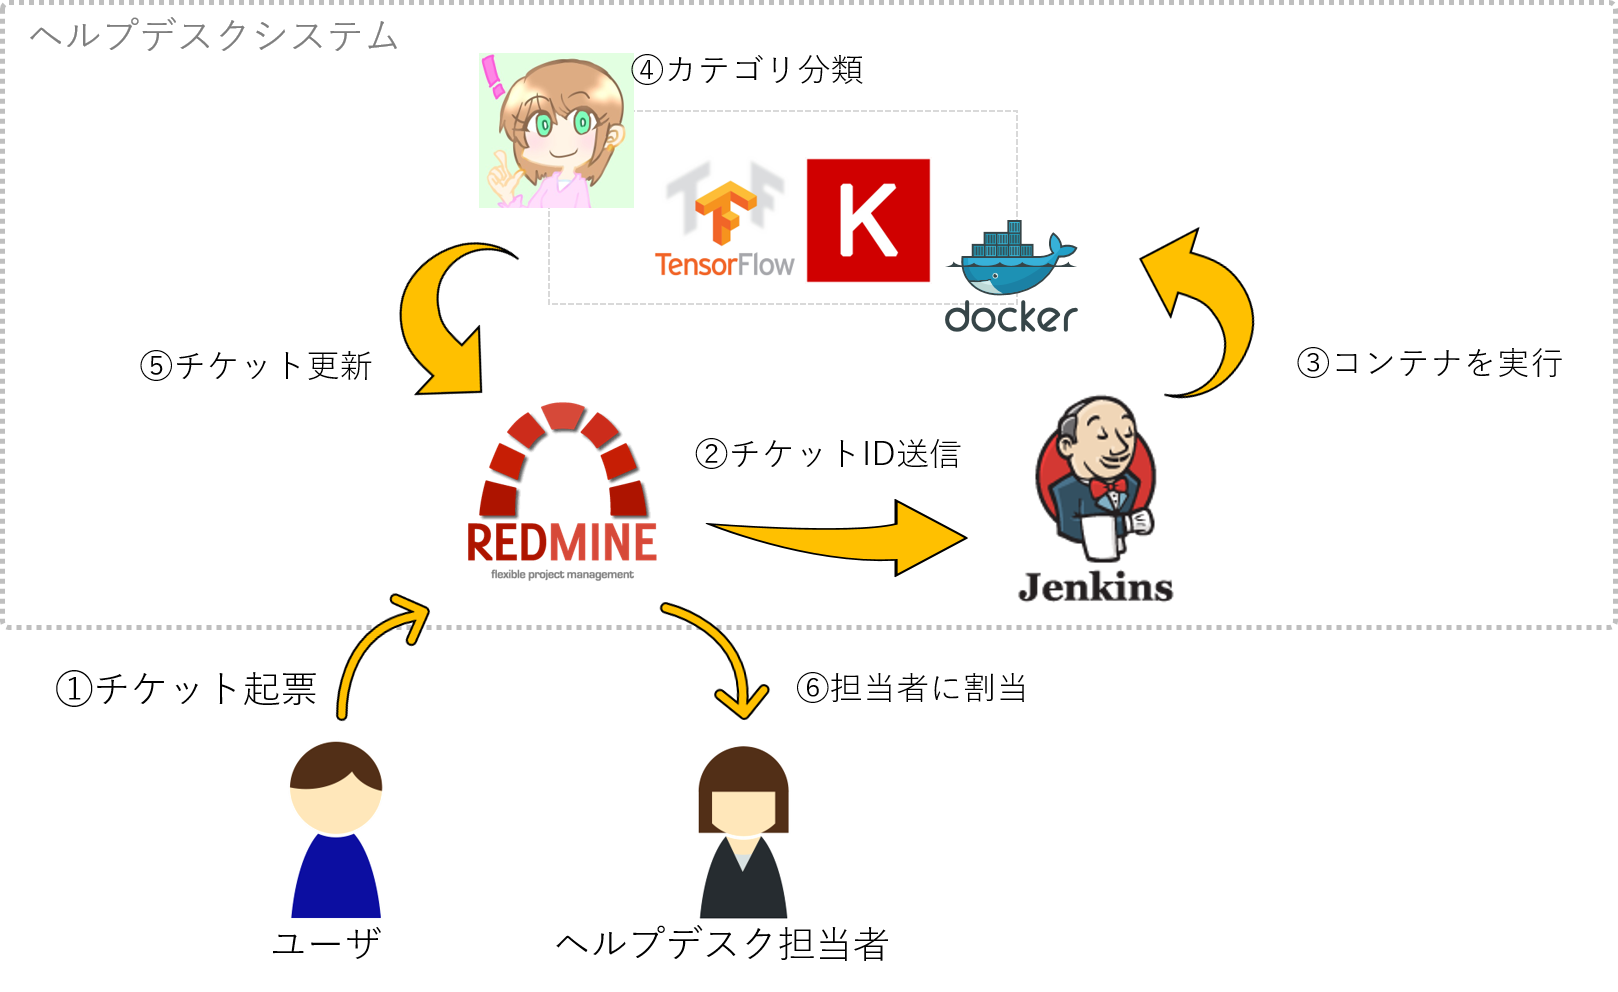 ヘルプデスクシステム
④カテゴリ分類
TensorFlow
K
docker
⑤チケット更新
③コンテナを実行
②チケットID送信
REDMINE
flexible project management
Jenkins
①チケット起票
⑥担当者に割当
ユーザ
ヘルプデスク担当者